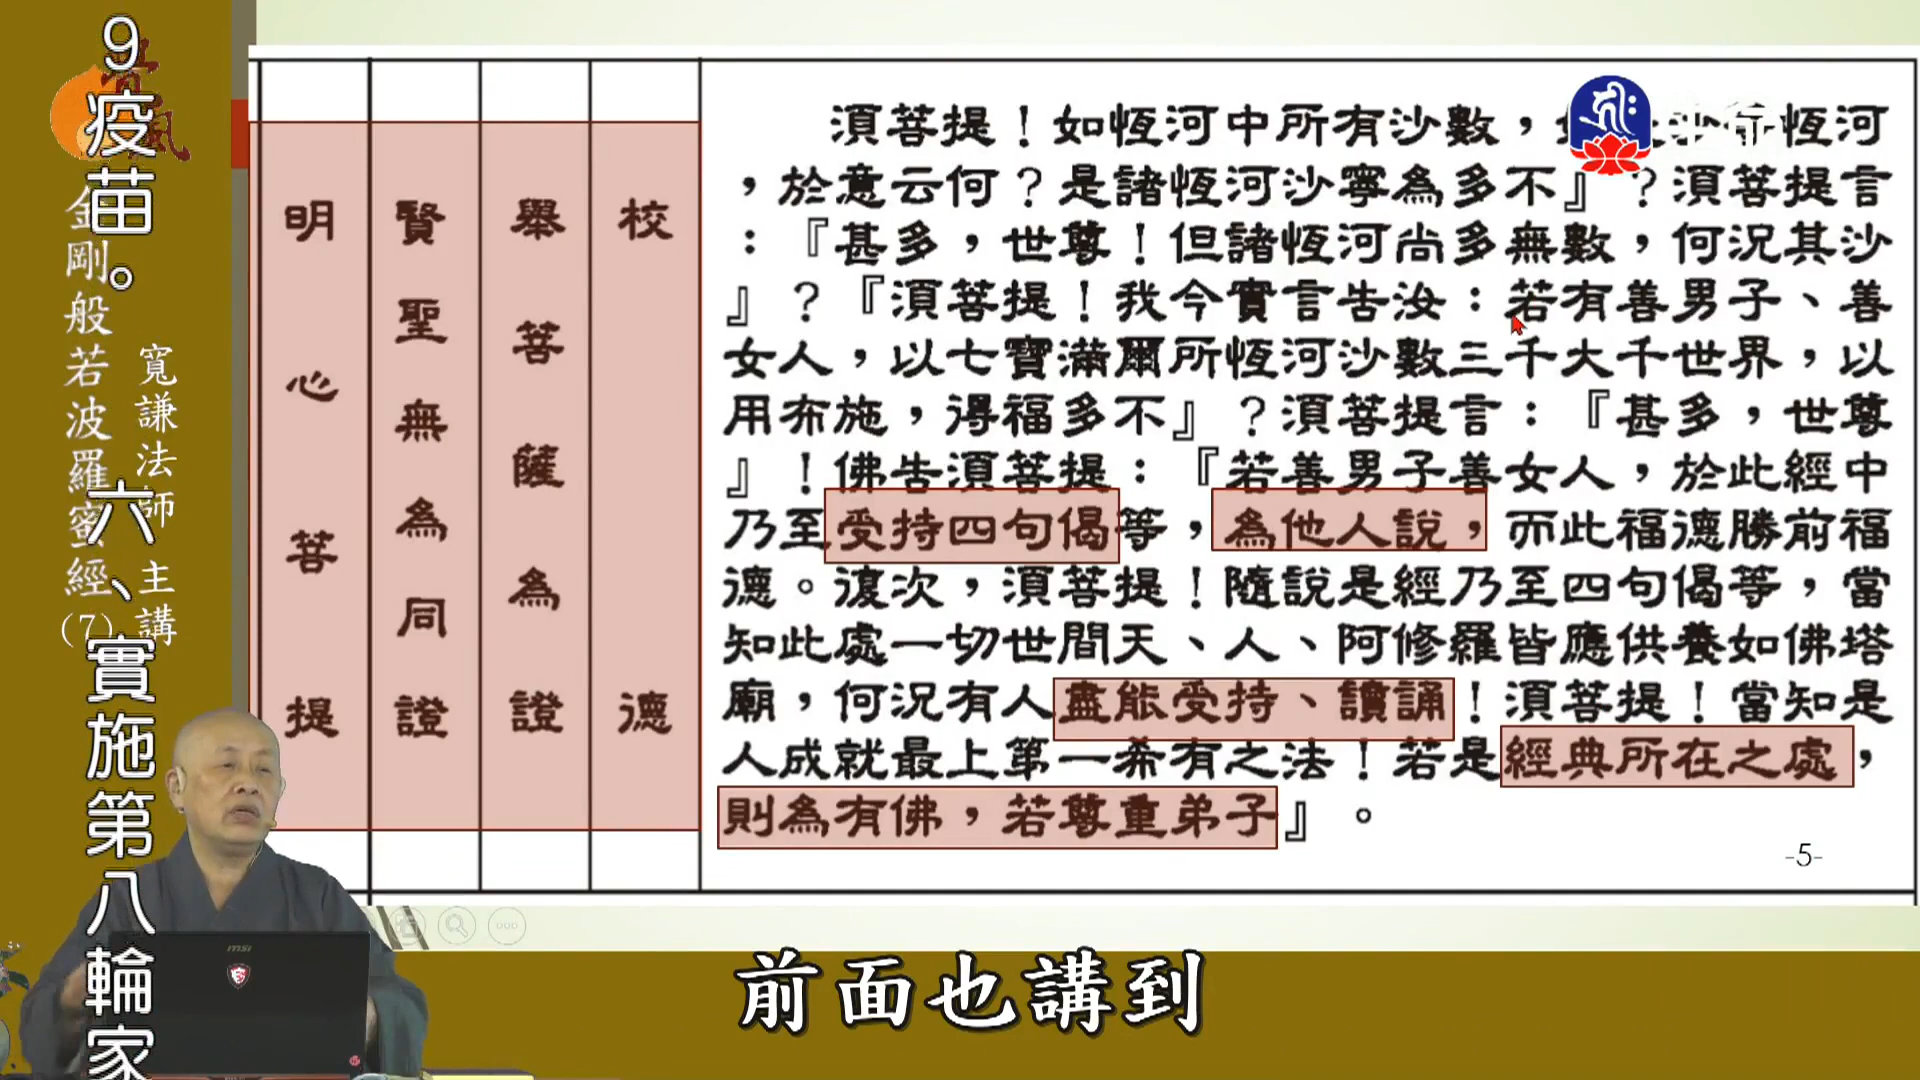 須菩提！如恆河中所有沙數，
恆河
，於意云何？是諸恆河沙寧為多不』？須菩提言
：『甚多，世尊！但諸恆河尚多無數，何況其沙
』？『須菩提！我今實言告汝：若有善男子、善
女人，以七寶滿爾所恆河沙數三千大千世界，以
用布施，得福多不』？須菩提言：『甚多，世尊
』！佛告須菩提：『若善男子善女人，於此經中
乃至受持四句偈等，為他人說，而此福德勝前福
德。復次，須菩提！隨說是經乃至四句偈等，當
知此處一切世間天、人、阿修羅皆應供養如佛塔
廟，何況有人盡能受持、讀誦！須菩提！當知是
人成就最上第一希有之法！若是經典所在之處，
則為有佛，若尊重弟子』。
-5-
校德
舉菩薩為證
賢聖無為同證
明心菩提
9疫苗。 六、實施第八輪家
金剛般若波羅蜜經(7)
寬謙法師 主講
msi
前面也講到